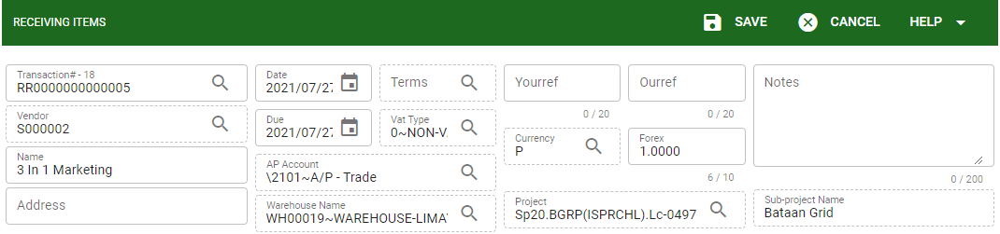 RECEIVING ITEMS
SAVE
CANCEL
HELP
Transaction# - 18
RR0000000000005
Vendor
S000002
Name
3 In 1 Marketing
Address
Date
2021/07/27
Due
2021/07/27
Terms
Vat Type
0~NON-V
AP Account
\2101~A/P - Trade
Warehouse Name
WH00019~WAREHOUSE-LIMA
Yourref
0 / 20
Ourref
0 / 20
Currency
P
Forex
1.0000
6 / 10
Project
Sp20.BGRP(ISPRCHL).Lc-0497
Notes
0 / 200
Sub-project Name
Bataan Grid